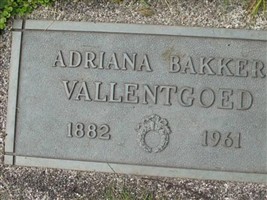 ADRIANA BAKKER
VALLENTGOED
1882 1961